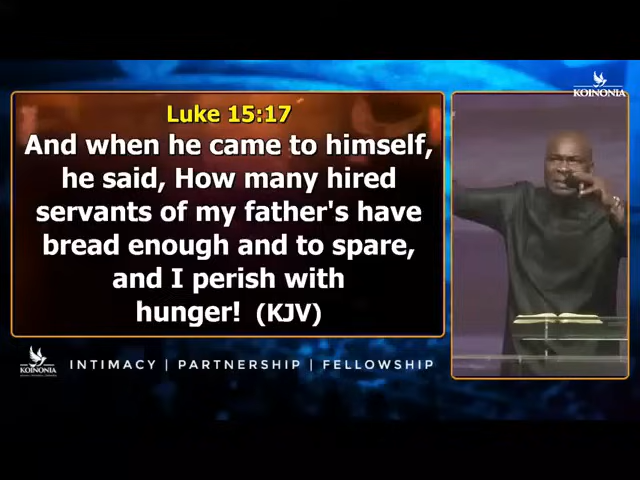 KOINONIA
Luke 15:17
And when he came to himself,
he said, How many hired
servants of my father's have
bread enough and to spare,
and I perish with
hunger! (KJV)
KOINONIA
INTIMACY | PARTNERSHIP | FELLOWSHIP